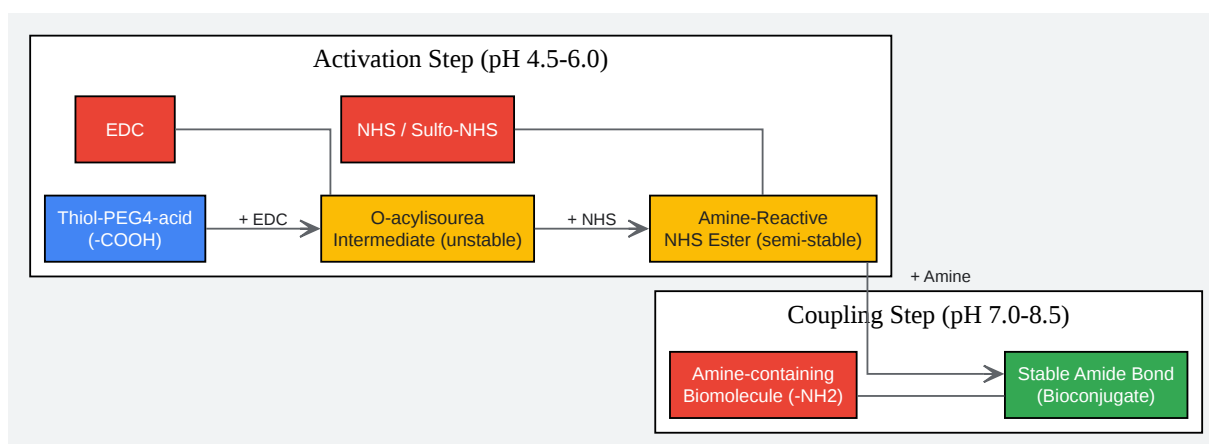 Activation Step (pH 4.5-6.0)
EDC
NHS / Sulfo-NHS
Thiol-PEG4-acid
(-COOH)
+ EDC
O-acylisourea
Intermediate (unstable)
+ NHS
Amine-Reactive
NHS Ester (semi-stable)
+ Amine
Coupling Step (pH 7.0-8.5)
Amine-containing
Biomolecule (-NH2)
Stable Amide Bond
(Bioconjugate)